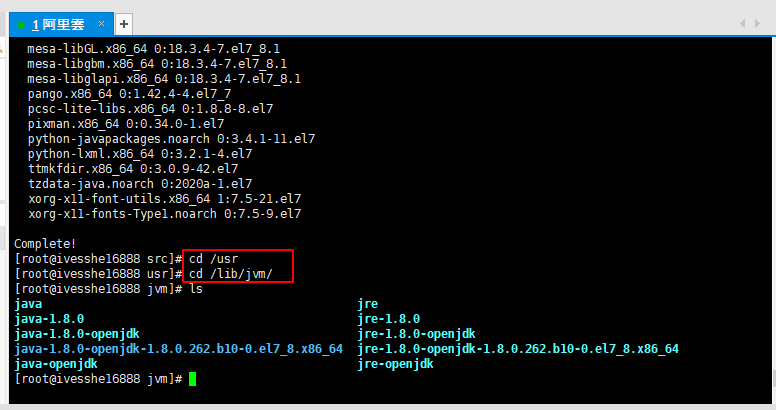 1 阿里雲 × +
mesa-libGL.x86_64 0:18.3.4-7.el7_8.1
mesa-libgbm.x86_64 0:18.3.4-7.el7_8.1
mesa-libglapi.x86_64 0:18.3.4-7.el7_8.1
pango.x86_64 0:1.42.4-4.el7_7
pcsc-lite-libs.x86_64 0:1.8.8-8.el7
pixman.x86_64 0:0.34.0-1.el7
python-javapackages.noarch 0:3.4.1-11.el7
python-lxml.x86_64 0:3.2.1-4.el7
ttmkfdir.x86_64 0:3.0.9-42.el7
tzdata-java.noarch 0:2020a-1.el7
xorg-x11-font-utils.x86_64 1:7.5-21.el7
xorg-x11-fonts-Type1.noarch 0:7.5-9.el7
Complete!
[root@ivesshe16888 src]# cd /usr
[root@ivesshe16888 usr]# cd /lib/jvm/
[root@ivesshe16888 jvm]# ls
java jre
java-1.8.0 jre-1.8.0
java-1.8.0-openjdk jre-1.8.0-openjdk
java-1.8.0-openjdk-1.8.0.262.b10-0.el7_8.x86_64 jre-1.8.0-openjdk-1.8.0.262.b10-0.el7_8.x86_64
java-openjdk jre-openjdk
[root@ivesshe16888 jvm]#